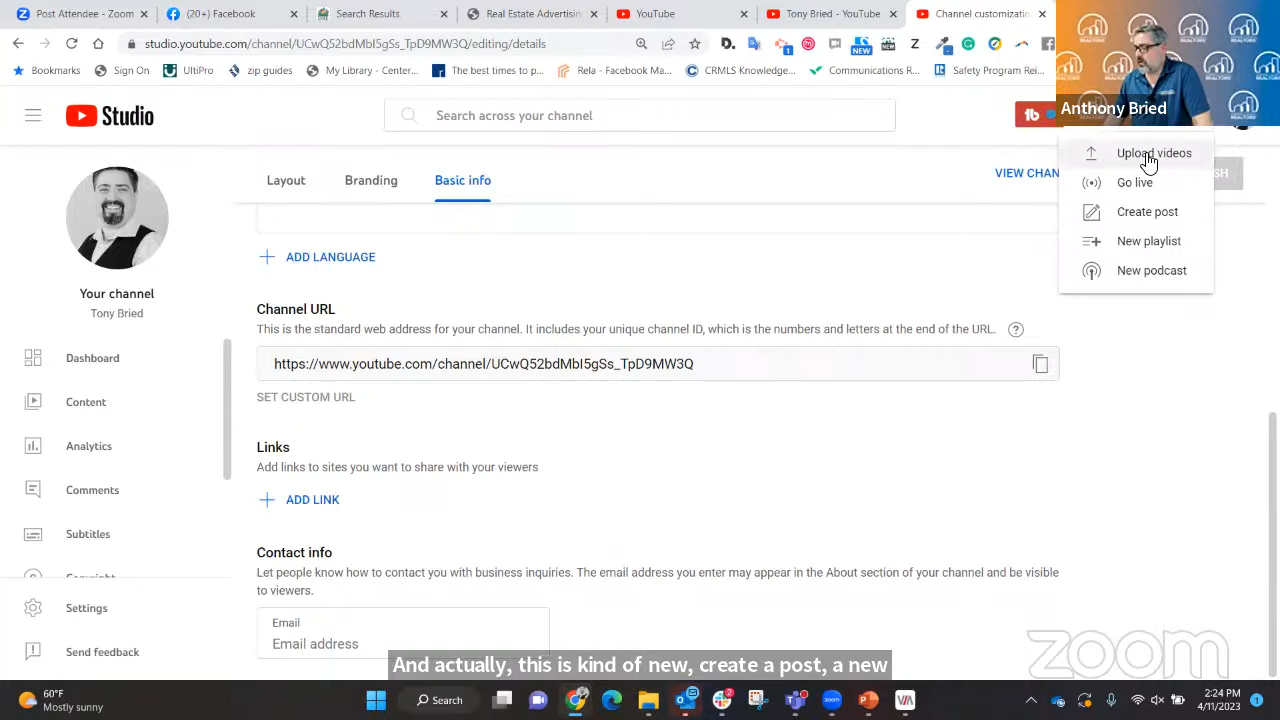 Post Attendee - Zoom
(20+) Facebook
Search Results
Real Estate Advertising
YouTube
Tony Bried - YouTube
Channel customizatio
studio.youtube.com/channel/UCwQ52bdMbI5gSs_TpD9MW3Q/editing/details
NEW
NEW
Bookmarks
Sign On
UltiPro
zip guides
My Library - Interfer...
The best time to po...
Rela - Facebook Ma...
CRMLS Knowledge...
Communications R...
Safety Program Rei...
Anthony Bried
Studio
Search across your channel
Upload videos
Go live
Create post
New playlist
New podcast
Layout
Branding
Basic info
VIEW CHAN
SH
Your channel
Tony Bried
Dashboard
Content
Analytics
Comments
Subtitles
Copyright
Settings
Send feedback
ADD LANGUAGE
Channel URL
This is the standard web address for your channel. It includes your unique channel ID, which is the numbers and letters at the end of the URL.
https://www.youtube.com/channel/UCwQ52bdMbI5gSs_TpD9MW3Q
SET CUSTOM URL
Links
Add links to sites you want to share with your viewers
ADD LINK
Contact info
Let people know how to contact you with business inquiries. The email address you enter may appear in the About section of your channel and be visible
to viewers.
Email
Email address
zoom
And actually, this is kind of new, create a post, a new
60°F
Mostly sunny
Search
2:24 PM
4/11/2023